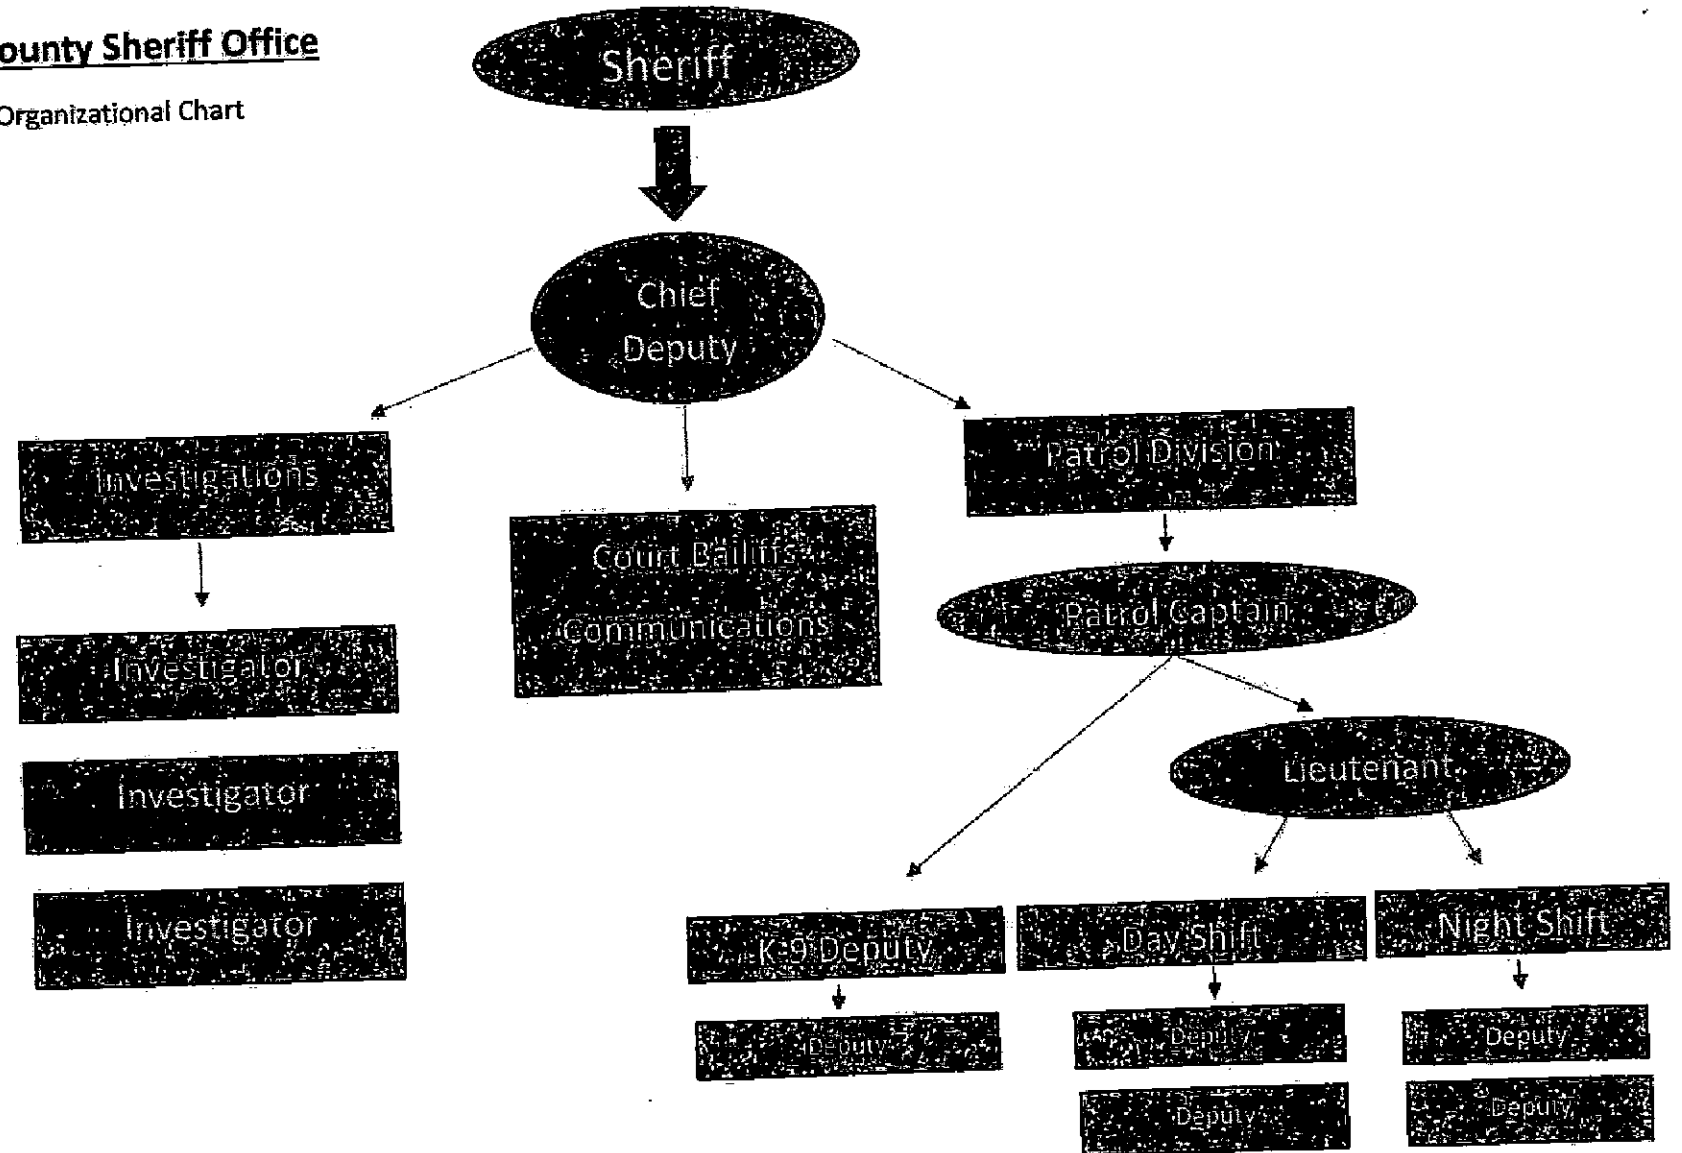 ounty Sheriff Office
Organizational Chart
Sheriff
Chief
Deputy
Investigations
Patrol Division
Court Bailiffs
Communications
Patrol Captain
Investigator
Investigator
Investigator
Lieutenant
K-9 Deputy
Day Shift
Night Shift
Deputy
Deputy
Deputy
Deputy
Deputy